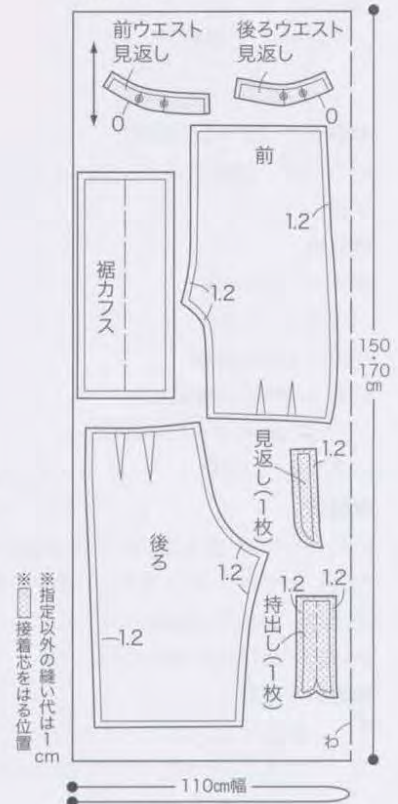 前ウエスト
見返し
後ろウエスト
見返し
0
0
前
1.2
1.2
裾カフス
150
・
170
cm
見返し(1枚)
1.2
後ろ
1.2
1.2
1.2
1.2
持出し(1枚)
※指定以外の縫い代は1cm
※ 接着芯をはる位置
わ
110cm幅